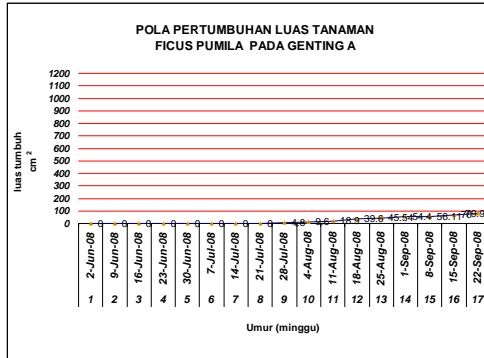 POLA PERTUMBUHAN LUAS TANAMAN
FICUS PUMILA PADA GENTING A
luas tumbuh
cm²
1200
1100
1000
900
800
700
600
500
400
300
200
100
0
0 0 0 0 0 0 0 0 4.8 9.6 18.9 39.6 45.54 54.4 56.11
2-Jun-08 9-Jun-08 16-Jun-08 23-Jun-08 30-Jun-08 7-Jul-08 14-Jul-08 21-Jul-08 28-Jul-08 4-Aug-08 11-Aug-08 18-Aug-08 25-Aug-08 1-Sep-08 8-Sep-08 15-Sep-08 22-Sep-08
1 2 3 4 5 6 7 8 9 10 11 12 13 14 15 16 17
Umur (minggu)